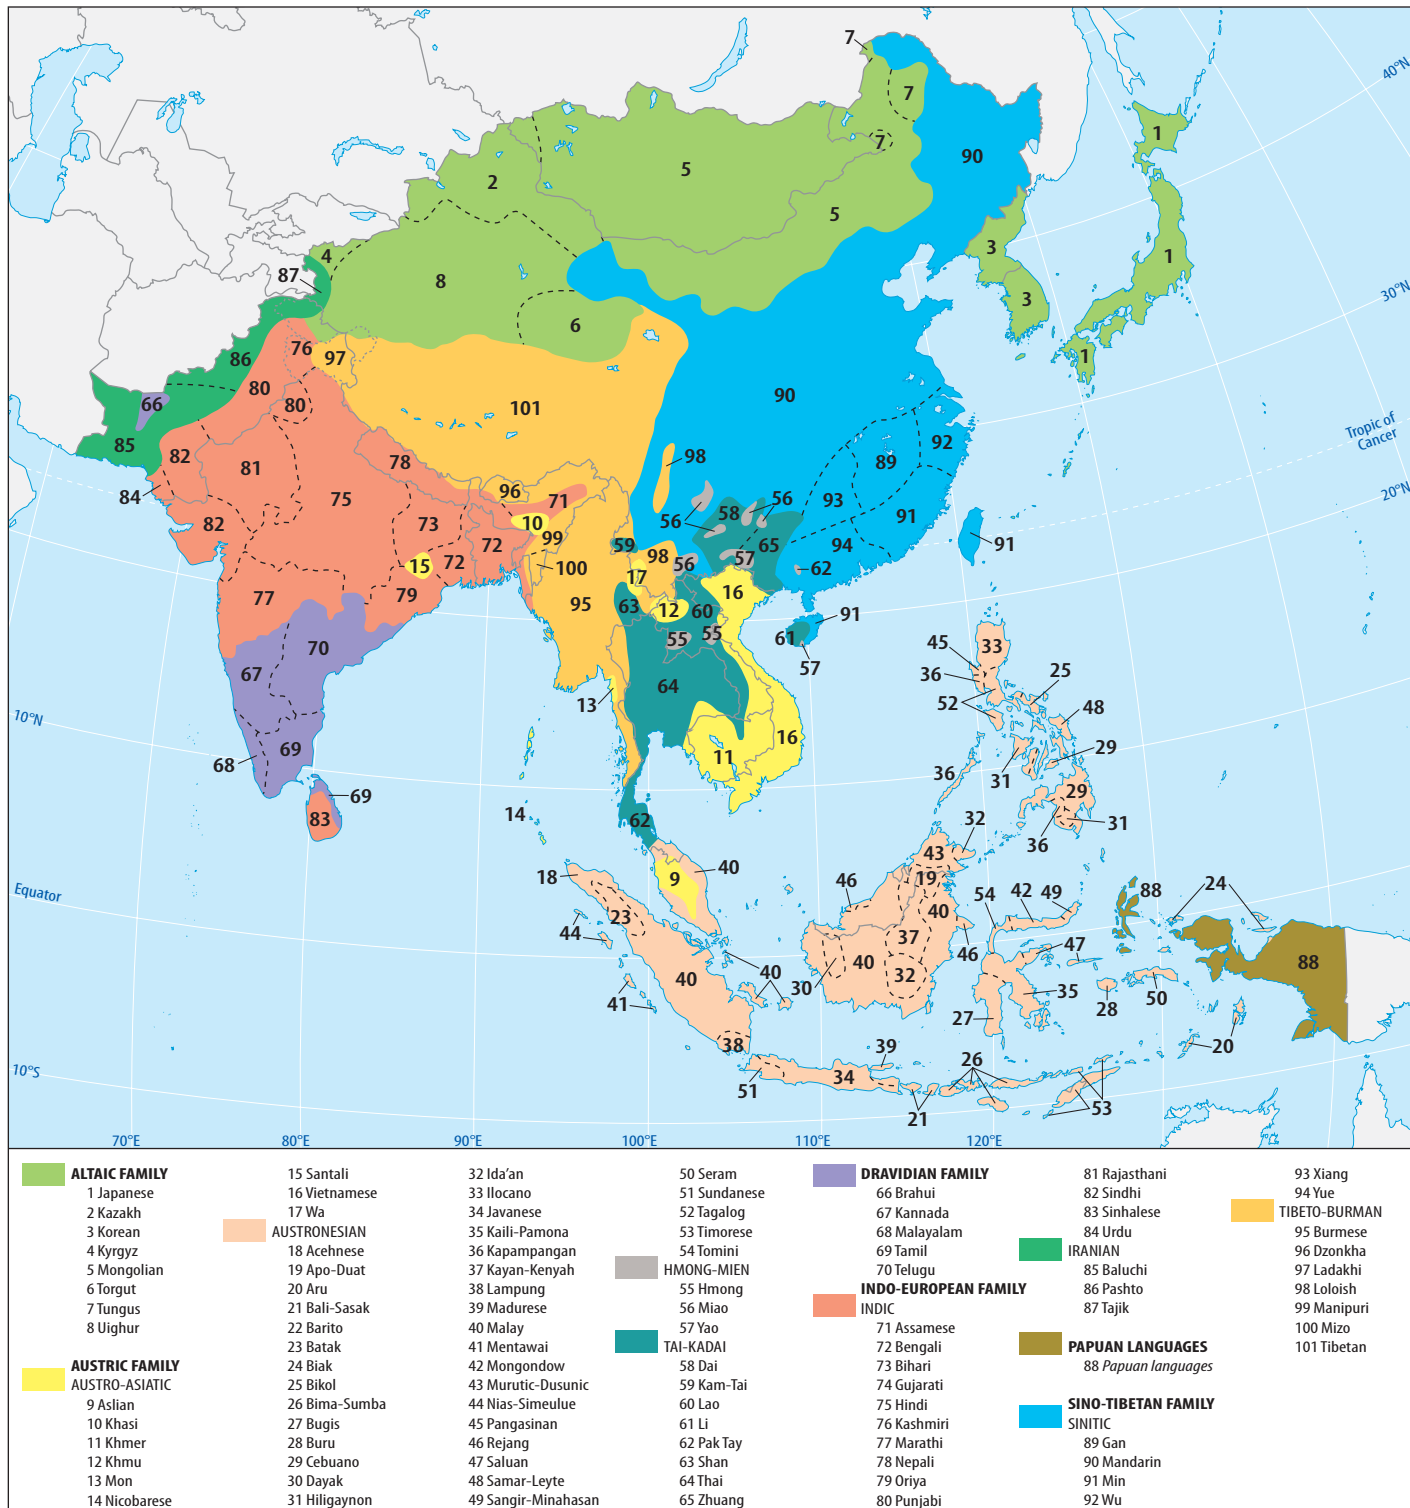 7
40°N
7
1
7
90
5
2
5
1
4
3
87
8
30°N
3
6
76
97
86
1
80
90
80
101
66
Tropic of
Cancer
92
85
82
98
89
78
81
84
96
71
56
20°N
75
58
93
91
82
73
10
56
65
99
59
94
91
72
72
98
57
15
100
56
62
17
16
77
79
95
63
12
60
91
55
55
61
70
57
45
33
67
36
25
64
13
52
48
10°N
69
16
68
11
29
31
36
69
29
14
83
62
31
32
36
43
40
18
9
46
19
24
Equator
54
42
49
88
23
40
44
37
46
47
40
40
88
40
32
30
35
50
41
28
27
38
39
20
34
26
10°S
51
53
21
70°E
80°E
90°E
100°E
110°E
120°E
ALTAIC FAMILY
1 Japanese
2 Kazakh
3 Korean
4 Kyrgyz
5 Mongolian
6 Torgut
7 Tungus
8 Uighur
AUSTRIC FAMILY
AUSTRO-ASIATIC
9 Aslian
10 Khasi
11 Khmer
12 Khmu
13 Mon
14 Nicobarese
15 Santali
16 Vietnamese
17 Wa
AUSTRONESIAN
18 Acehnese
19 Apo-Duat
20 Aru
21 Bali-Sasak
22 Barito
23 Batak
24 Biak
25 Bikol
26 Bima-Sumba
27 Bugis
28 Buru
29 Cebuano
30 Dayak
31 Hiligaynon
32 Ida'an
33 Ilocano
34 Javanese
35 Kaili-Pamona
36 Kapampangan
37 Kayan-Kenyah
38 Lampung
39 Madurese
40 Malay
41 Mentawai
42 Mongondow
43 Murutic-Dusunic
44 Nias-Simeulue
45 Pangasinan
46 Rejang
47 Saluan
48 Samar-Leyte
49 Sangir-Minahasan
50 Seram
51 Sundanese
52 Tagalog
53 Timorese
54 Tomini
HMONG-MIEN
55 Hmong
56 Miao
57 Yao
TAI-KADAI
58 Dai
59 Kam-Tai
60 Lao
61 Li
62 Pak Tay
63 Shan
64 Thai
65 Zhuang
DRAVIDIAN FAMILY
66 Brahui
67 Kannada
68 Malayalam
69 Tamil
70 Telugu
INDO-EUROPEAN FAMILY
INDIC
71 Assamese
72 Bengali
73 Bihari
74 Gujarati
75 Hindi
76 Kashmiri
77 Marathi
78 Nepali
79 Oriya
80 Punjabi
81 Rajasthani
82 Sindhi
83 Sinhalese
84 Urdu
IRANIAN
85 Baluchi
86 Pashto
87 Tajik
PAPUAN LANGUAGES
88 Papuan languages
SINO-TIBETAN FAMILY
SINITIC
89 Gan
90 Mandarin
91 Min
92 Wu
93 Xiang
94 Yue
TIBETO-BURMAN
95 Burmese
96 Dzonkha
97 Ladakhi
98 Loloish
99 Manipuri
100 Mizo
101 Tibetan